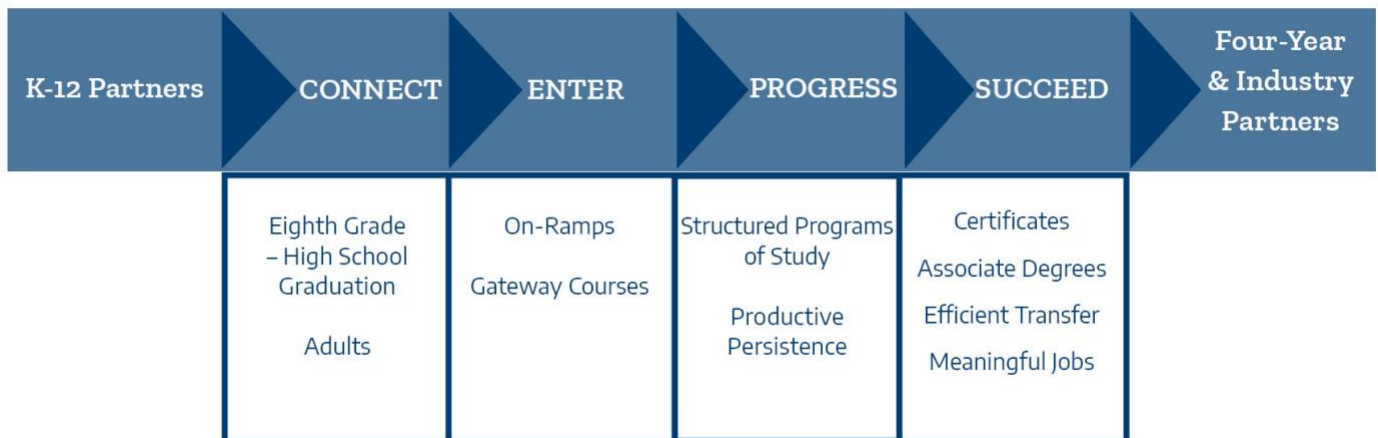 K-12 Partners
CONNECT
ENTER
PROGRESS
SUCCEED
Four-Year
& Industry
Partners
Eighth Grade
– High School
Graduation
Adults
On-Ramps
Gateway Courses
Structured Programs
of Study
Productive
Persistence
Certificates
Associate Degrees
Efficient Transfer
Meaningful Jobs